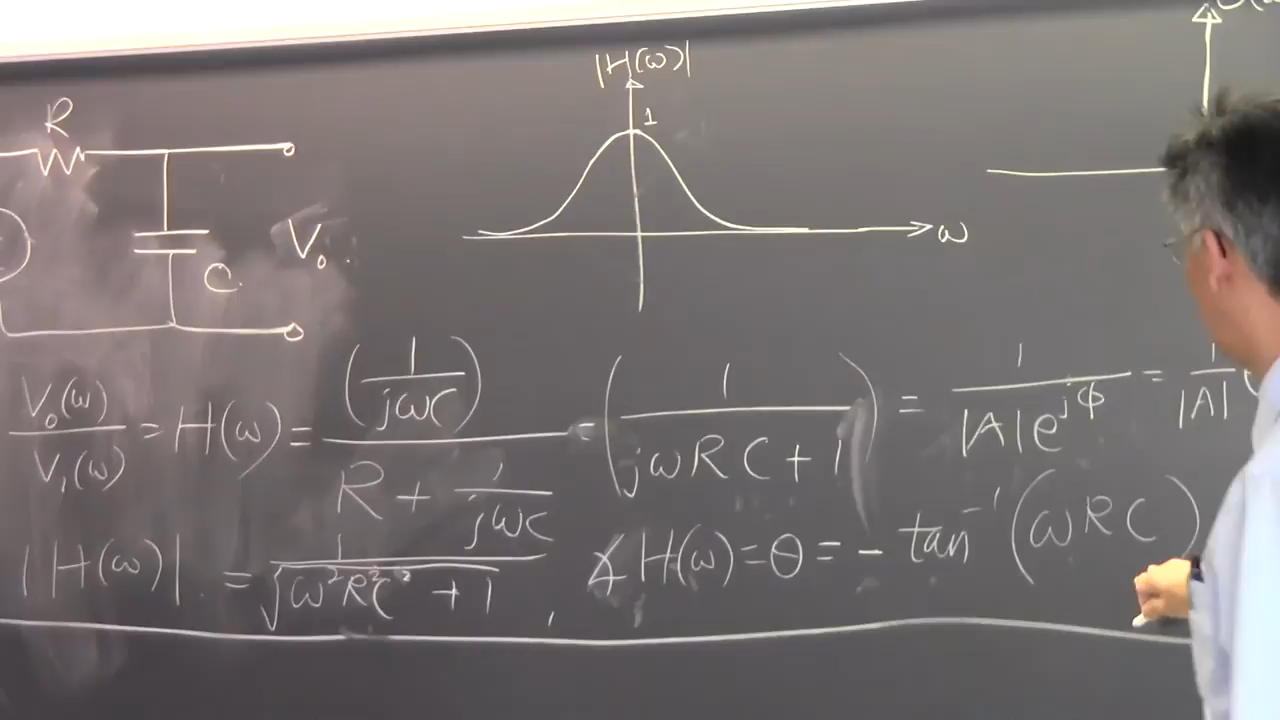 |H(ω)|
1
ω
R
C
V₀
V₀(ω)/V₁(ω) = H(ω) = (1/jωC)/(R + 1/jωC) = (1/(jωRC + 1)) = 1/(|A|e^{jφ}) = 1/|A|
|H(ω)| = 1/√(ω²R²C² + 1) , ∡H(ω) = θ = - tan⁻¹(ωRC)